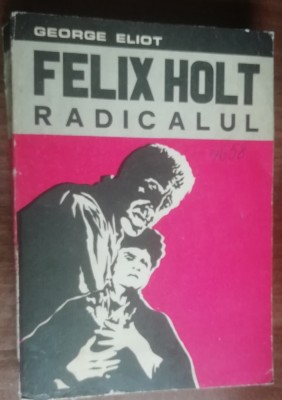 GEORGE ELIOT
FELIX HOLT
RADICALUL